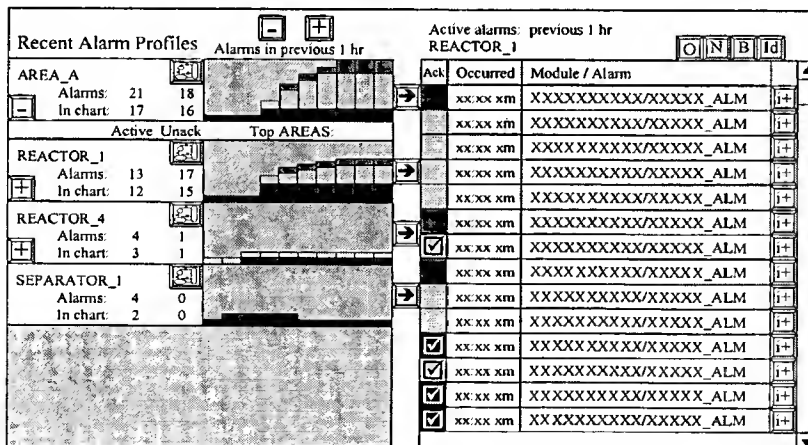 Recent Alarm Profiles
- +
Alarms in previous 1 hr
AREA_A
Alarms: 21 18
In chart: 17 16
-
Active Unack Top AREAS:
REACTOR_1
Alarms: 13 17
In chart: 12 15
+
REACTOR_4
Alarms: 4 1
In chart: 3 1
+
SEPARATOR_1
Alarms: 4 0
In chart: 2 0
Active alarms: previous 1 hr
REACTOR_1
O N B Id
Ack Occurred Module / Alarm
xx:xx xm XXXXXXXXXX/XXXXX_ALM i+
xx:xx xm XXXXXXXXXX/XXXXX_ALM i+
xx:xx xm XXXXXXXXXX/XXXXX_ALM i+
xx:xx xm XXXXXXXXXX/XXXXX_ALM i+
xx:xx xm XXXXXXXXXX/XXXXX_ALM i+
xx:xx xm XXXXXXXXXX/XXXXX_ALM i+
xx:xx xm XXXXXXXXXX/XXXXX_ALM i+
xx:xx xm XXXXXXXXXX/XXXXX_ALM i+
xx:xx xm XXXXXXXXXX/XXXXX_ALM i+
xx:xx xm XXXXXXXXXX/XXXXX_ALM i+
xx:xx xm XXXXXXXXXX/XXXXX_ALM i+
xx:xx xm XXXXXXXXXX/XXXXX_ALM i+
xx:xx xm XXXXXXXXXX/XXXXX_ALM i+
xx:xx xm XXXXXXXXXX/XXXXX_ALM i+